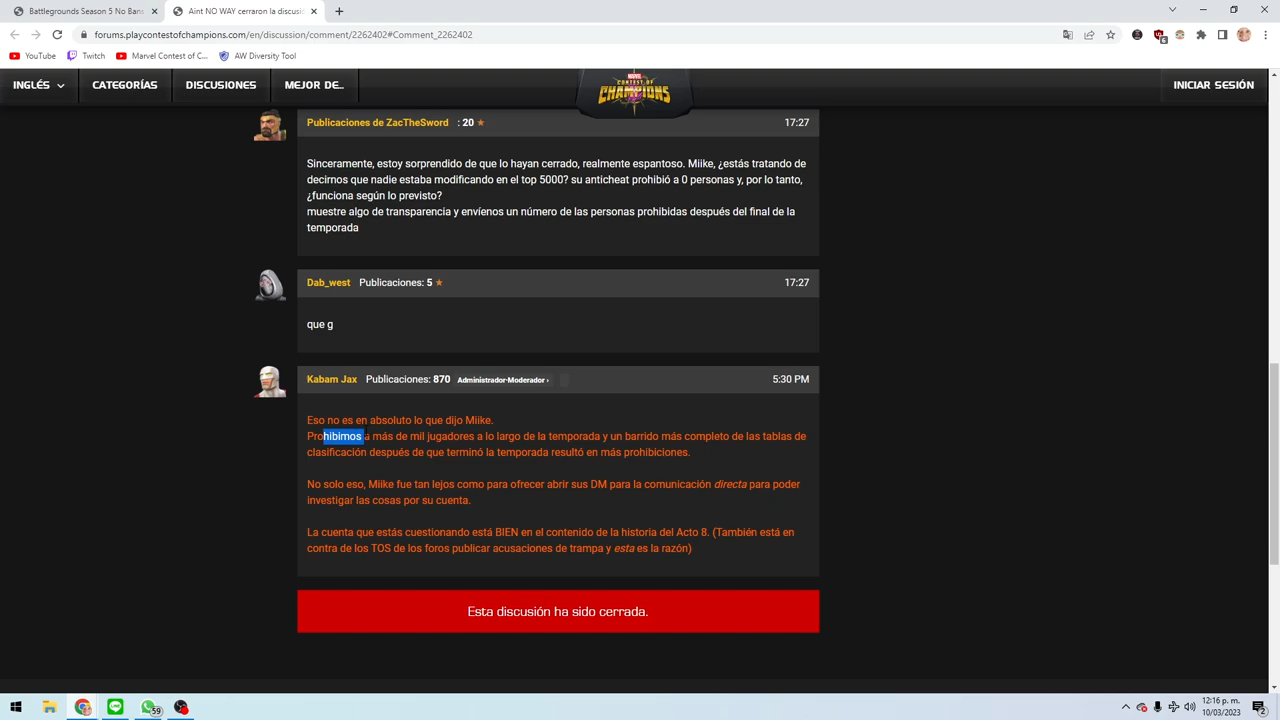 Battlegrounds Season 5 No Bans
Aint NO WAY cerraron la discusió
forums.playcontestofchampions.com/en/discussion/comment/2262402#Comment_2262402
6
YouTube
Twitch
Marvel Contest of C...
AW Diversity Tool
INGLÉS
CATEGORÍAS
DISCUSIONES
MEJOR DE...
MARVEL
CONTEST OF
CHAMPIONS
INICIAR SESIÓN
Publicaciones de ZacTheSword : 20 ★ 17:27
Sinceramente, estoy sorprendido de que lo hayan cerrado, realmente espantoso. Miike, ¿estás tratando de
decirnos que nadie estaba modificando en el top 5000? su anticheat prohibió a 0 personas y, por lo tanto,
¿funciona según lo previsto?
muestre algo de transparencia y envíenos un número de las personas prohibidas después del final de la
temporada
Dab_west Publicaciones: 5 ★ 17:27
que g
Kabam Jax Publicaciones: 870 Administrador·Moderador › 5:30 PM
Eso no es en absoluto lo que dijo Miike.
Prohibimos a más de mil jugadores a lo largo de la temporada y un barrido más completo de las tablas de
clasificación después de que terminó la temporada resultó en más prohibiciones.
No solo eso, Miike fue tan lejos como para ofrecer abrir sus DM para la comunicación directa para poder
investigar las cosas por su cuenta.
La cuenta que estás cuestionando está BIEN en el contenido de la historia del Acto 8. (También está en
contra de los TOS de los foros publicar acusaciones de trampa y esta es la razón)
Esta discusión ha sido cerrada.
59
12:16 p. m.
10/03/2023
2